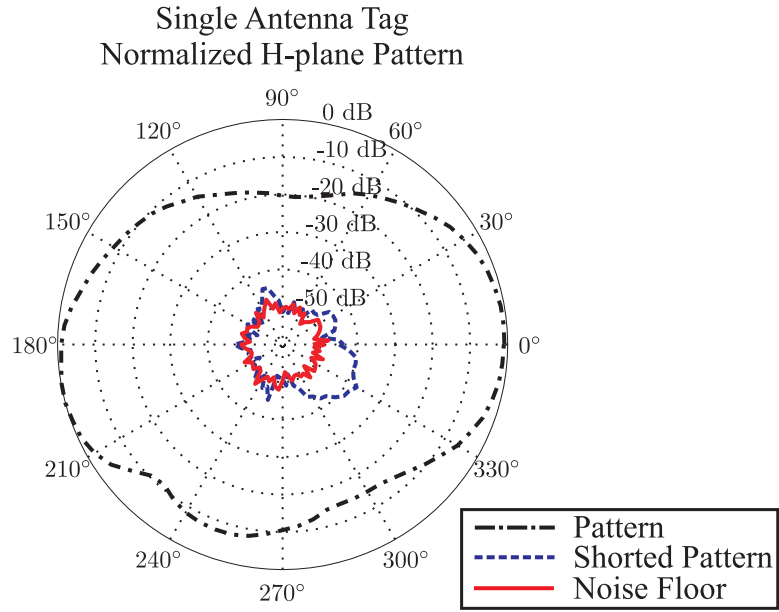 Single Antenna Tag
Normalized H-plane Pattern
90°
0 dB
120°
60°
-10 dB
-20 dB
150°
30°
-30 dB
-40 dB
-50 dB
180°
0°
210°
330°
240°
300°
270°
Pattern
Shorted Pattern
Noise Floor